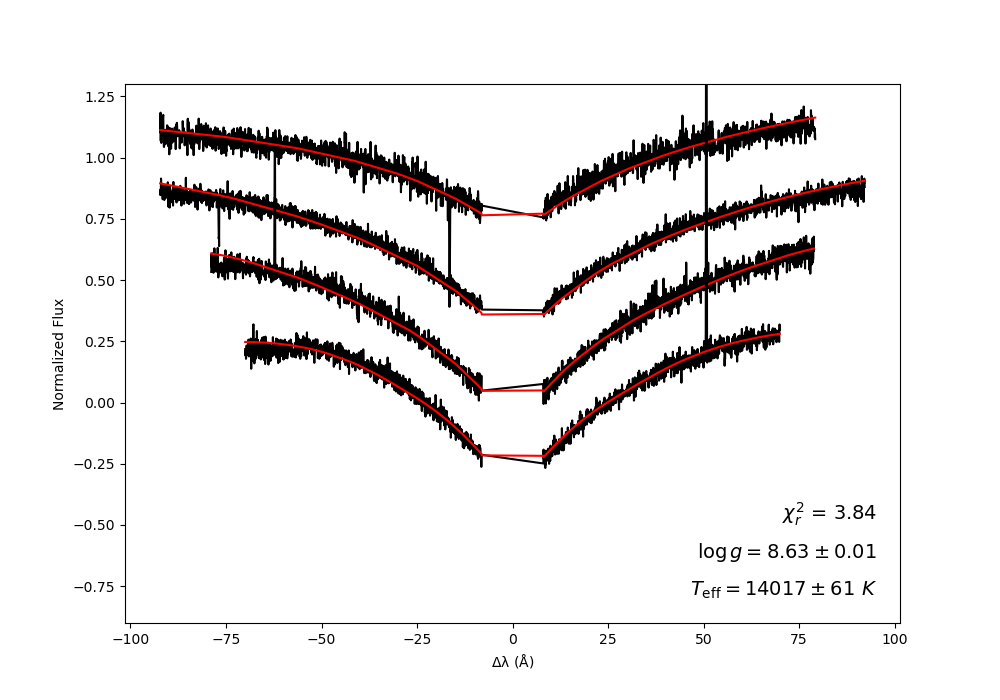 1.25
1.00
0.75
0.50
0.25
0.00
−0.25
−0.50
−0.75
Normalized Flux
χ²ᵣ = 3.84
log g = 8.63 ± 0.01
T_eff = 14017 ± 61 K
−100 −75 −50 −25 0 25 50 75 100
Δλ (Å)